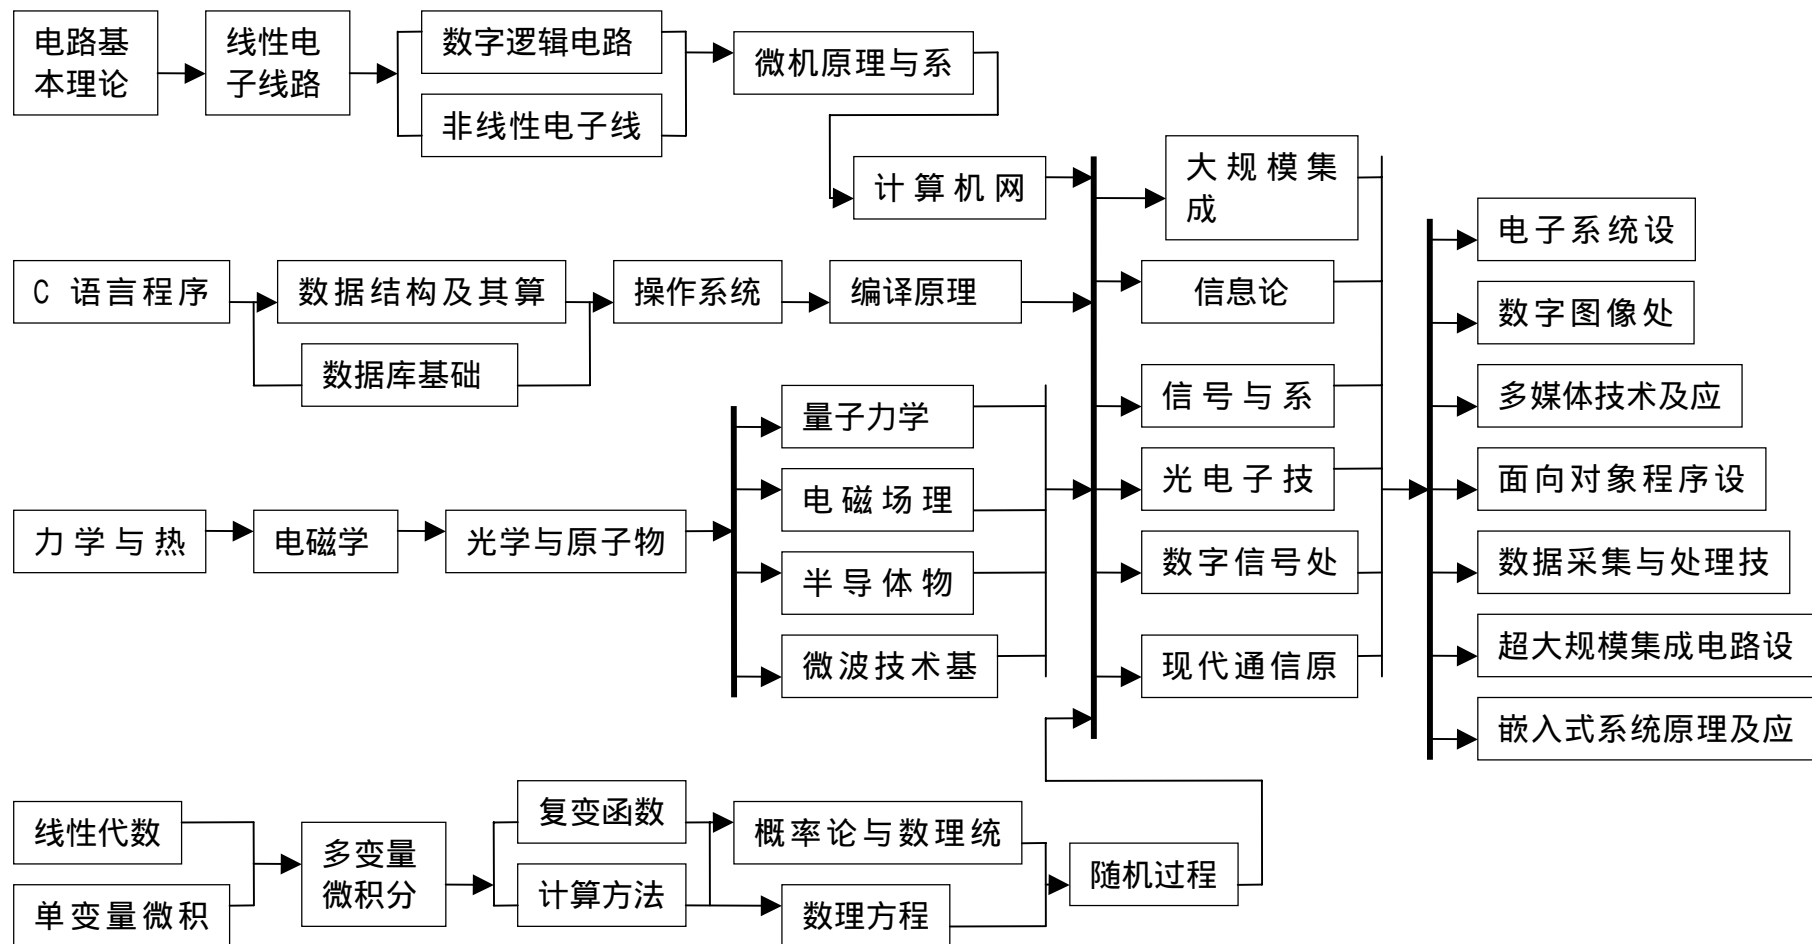 电路基
本理论
线性电
子线路
数字逻辑电路
非线性电子线
微机原理与系
计算机网
大规模集
成
C 语言程序
数据结构及其算
数据库基础
操作系统
编译原理
信息论
信号与系
光电子技
数字信号处
现代通信原
力学与热
电磁学
光学与原子物
量子力学
电磁场理
半导体物
微波技术基
电子系统设
数字图像处
多媒体技术及应
面向对象程序设
数据采集与处理技
超大规模集成电路设
嵌入式系统原理及应
线性代数
单变量微积
多变量
微积分
复变函数
计算方法
概率论与数理统
数理方程
随机过程